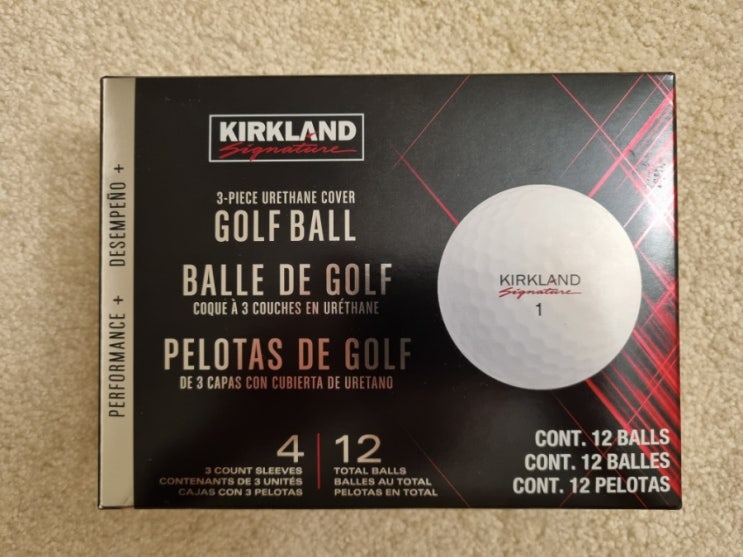 PERFORMANCE + DESEMPEÑO +
KIRKLAND
Signature
3-PIECE URETHANE COVER
GOLF BALL
BALLE DE GOLF
COQUE À 3 COUCHES EN URÉTHANE
PELOTAS DE GOLF
DE 3 CAPAS CON CUBIERTA DE URETANO
KIRKLAND
Signature
1
4
3 COUNT SLEEVES
CONTENANTS DE 3 UNITÉS
CAJAS CON 3 PELOTAS
12
TOTAL BALLS
BALLES AU TOTAL
PELOTAS EN TOTAL
CONT. 12 BALLS
CONT. 12 BALLES
CONT. 12 PELOTAS